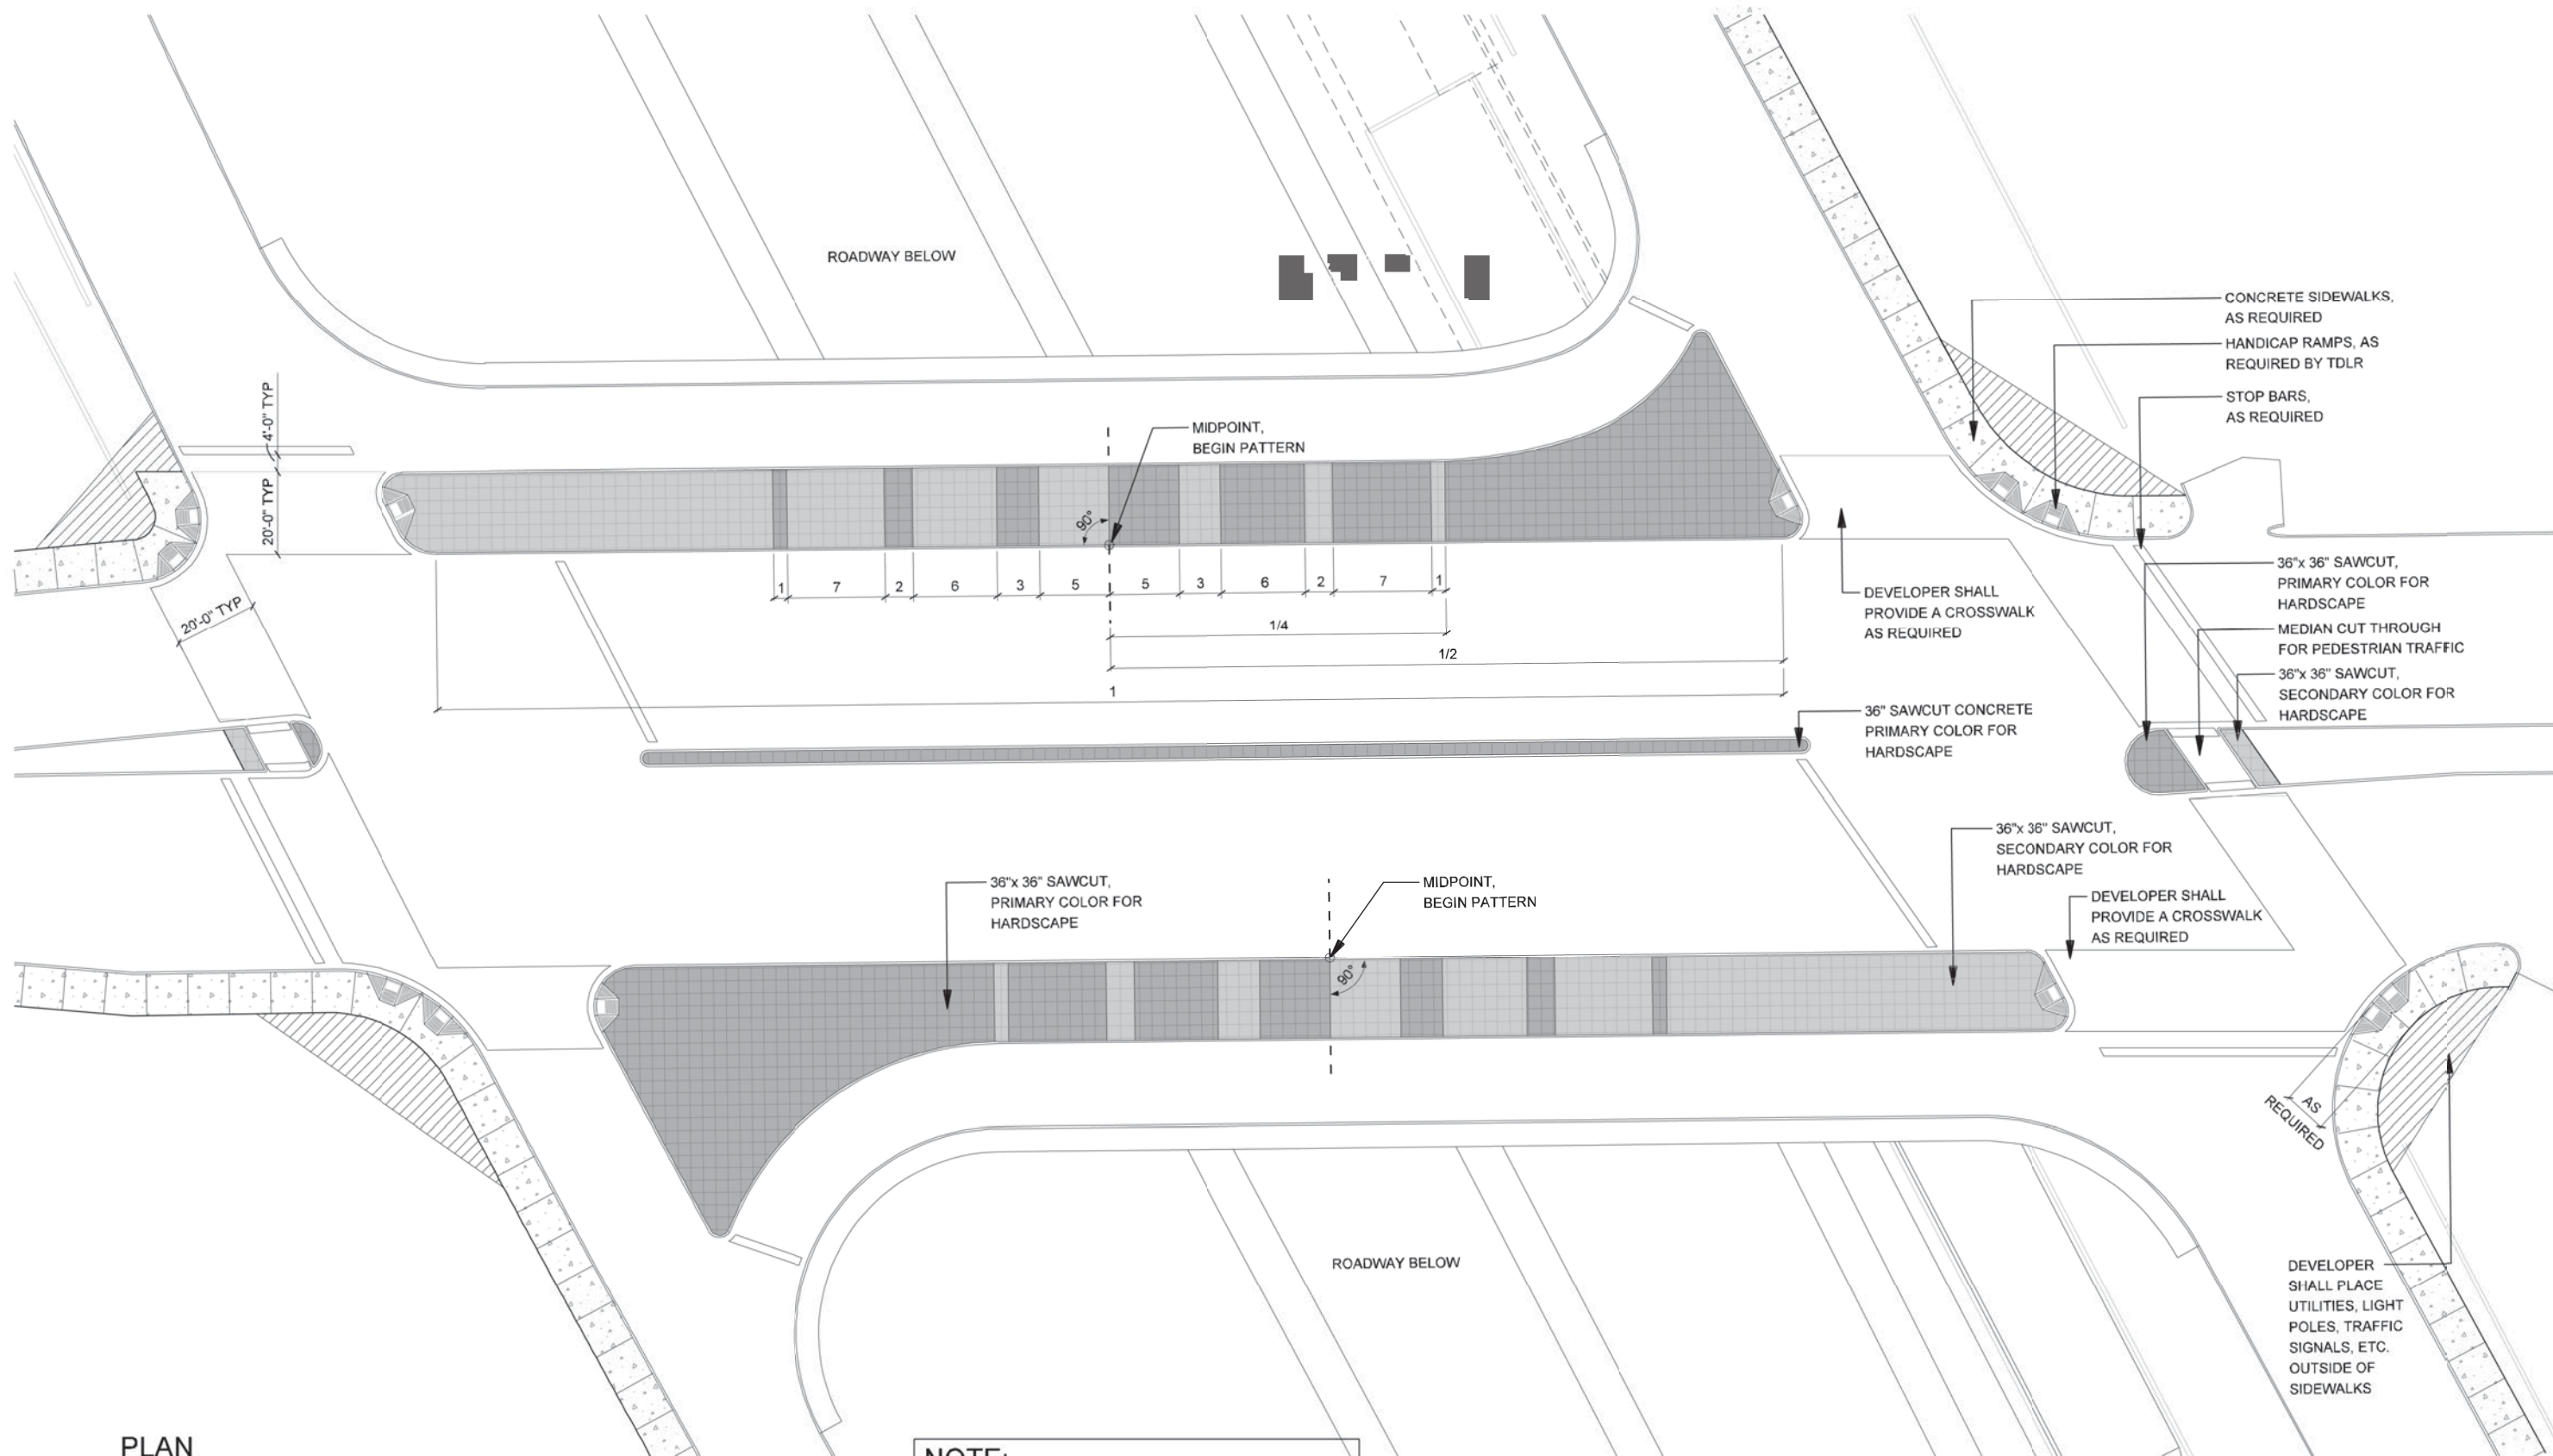 ROADWAY BELOW
CONCRETE SIDEWALKS,
AS REQUIRED
HANDICAP RAMPS, AS
REQUIRED BY TDLR
STOP BARS,
AS REQUIRED
4'-0" TYP
20'-0" TYP
MIDPOINT,
BEGIN PATTERN
90°
1 7 2 6 3 5 5 3 6 2 7 1
1/4
1/2
1
20'-0" TYP
DEVELOPER SHALL
PROVIDE A CROSSWALK
AS REQUIRED
36"x 36" SAWCUT,
PRIMARY COLOR FOR
HARDSCAPE
MEDIAN CUT THROUGH
FOR PEDESTRIAN TRAFFIC
36"x 36" SAWCUT,
SECONDARY COLOR FOR
HARDSCAPE
36" SAWCUT CONCRETE
PRIMARY COLOR FOR
HARDSCAPE
36"x 36" SAWCUT,
SECONDARY COLOR FOR
HARDSCAPE
36"x 36" SAWCUT,
PRIMARY COLOR FOR
HARDSCAPE
MIDPOINT,
BEGIN PATTERN
90°
DEVELOPER SHALL
PROVIDE A CROSSWALK
AS REQUIRED
AS
REQUIRED
ROADWAY BELOW
DEVELOPER
SHALL PLACE
UTILITIES, LIGHT
POLES, TRAFFIC
SIGNALS, ETC.
OUTSIDE OF
SIDEWALKS
PLAN
NOTE: